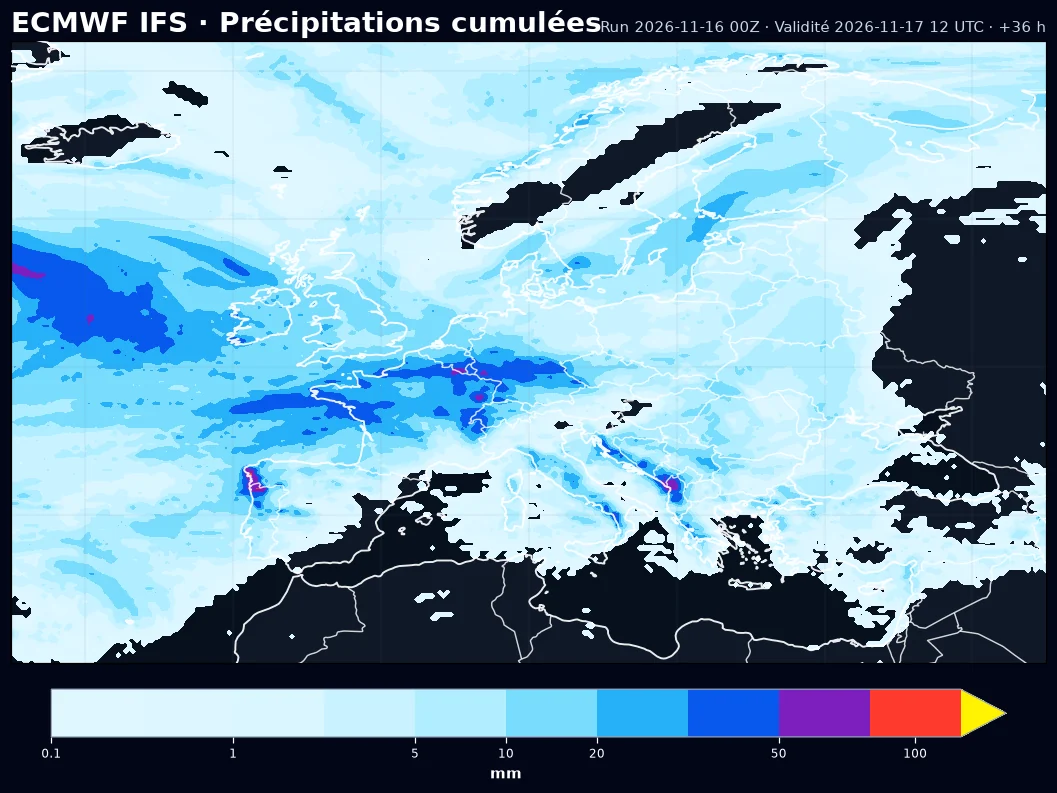 ECMWF IFS · Précipitations cumulées Run 2026-11-16 00Z · Validité 2026-11-17 12 UTC · +36 h
0.1 1 5 10 20 50 100
mm